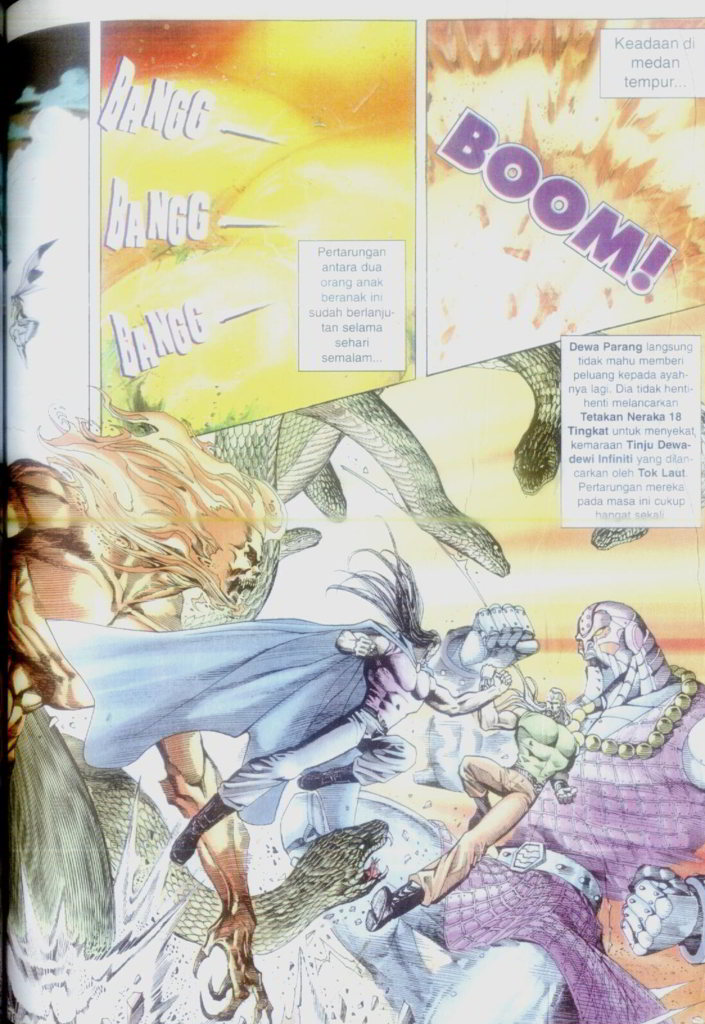 BANGG
BANGG
BANGG
Pertarungan
antara dua
orang anak
beranak ini
sudah berlanju-
tan selama
sehari
semalam...
Keadaan di
medan
tempur...
BOOM!
Dewa Parang langsung
tidak mahu memberi
peluang kepada ayah-
nya lagi. Dia tidak henti-
henti melancarkan
Tetakan Neraka 18
Tingkat untuk menyekat
kemaraan Tinju Dewa-
dewi Infiniti yang dilan-
carkan oleh Tok Laut.
Pertarungan mereka
pada masa ini cukup
hangat sekali.